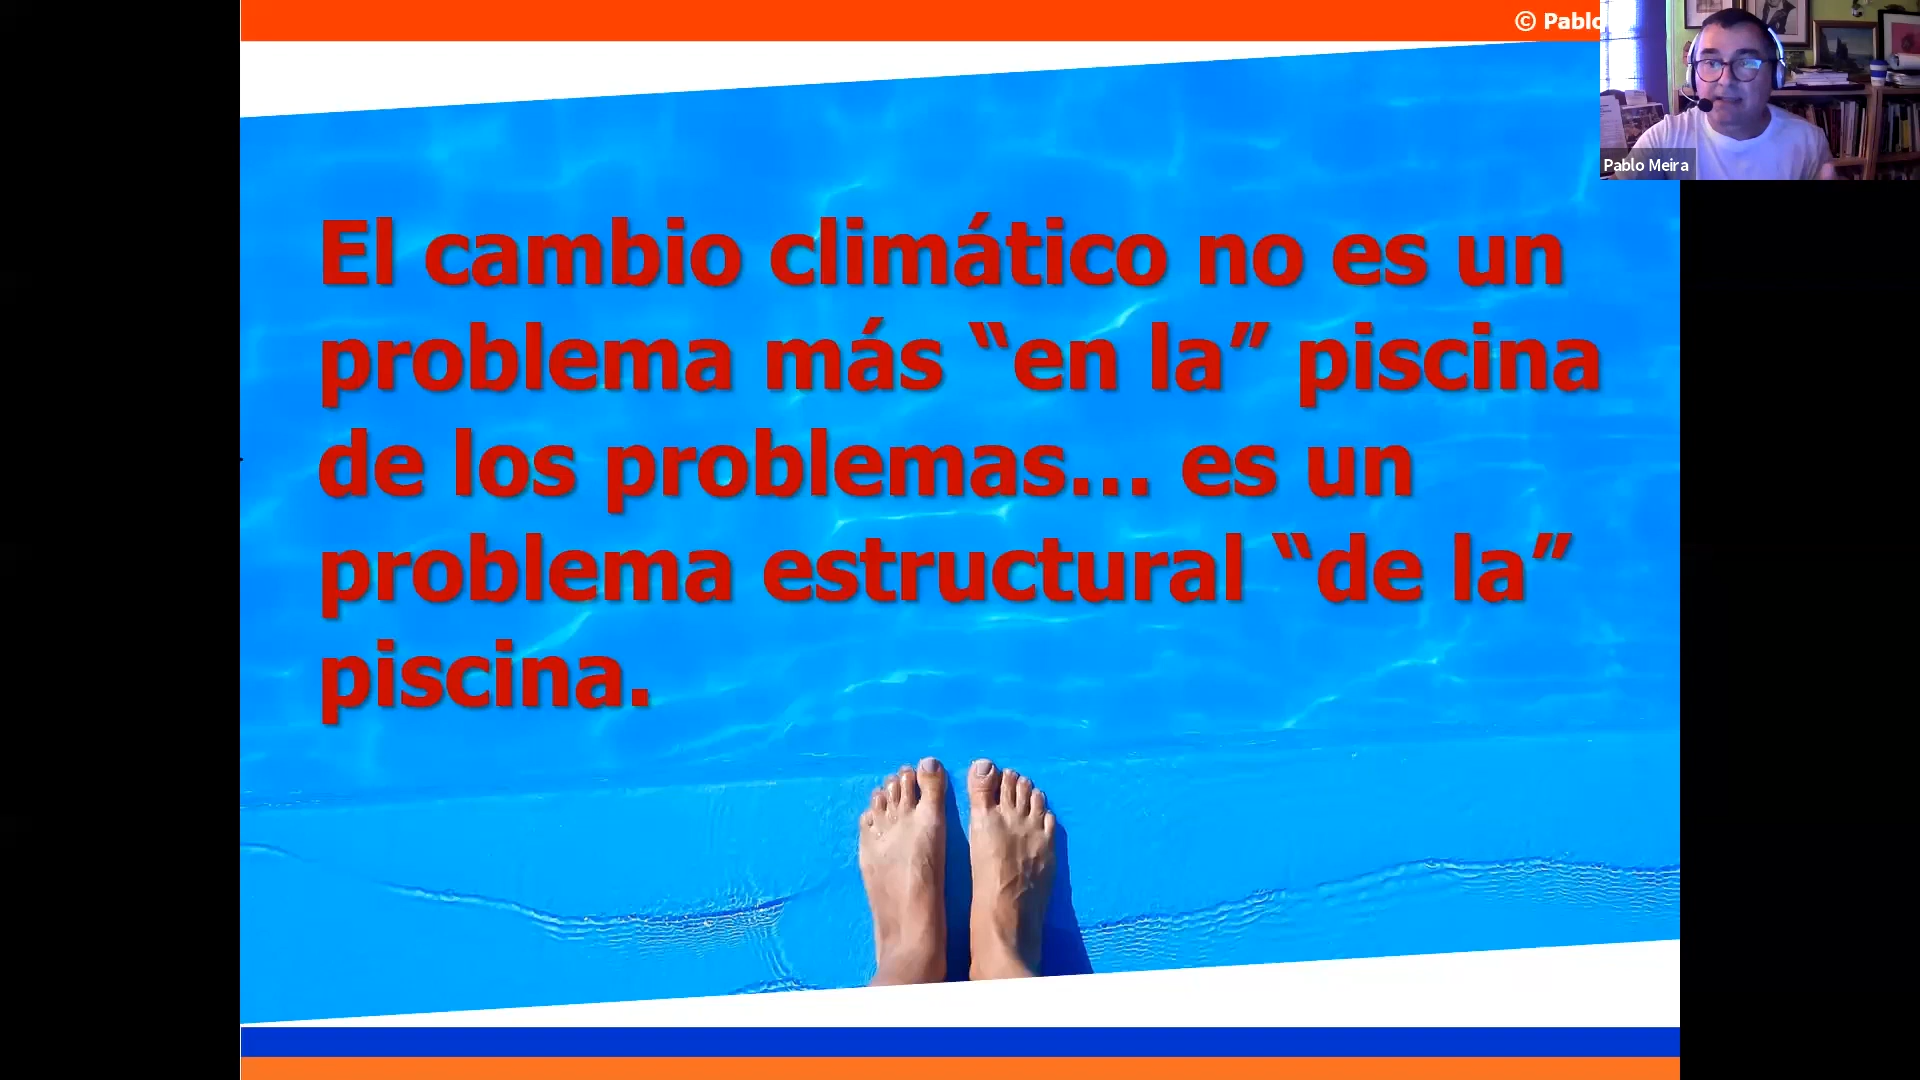 © Pablo
Pablo Meira
El cambio climático no es un
problema más “en la” piscina
de los problemas… es un
problema estructural “de la”
piscina.